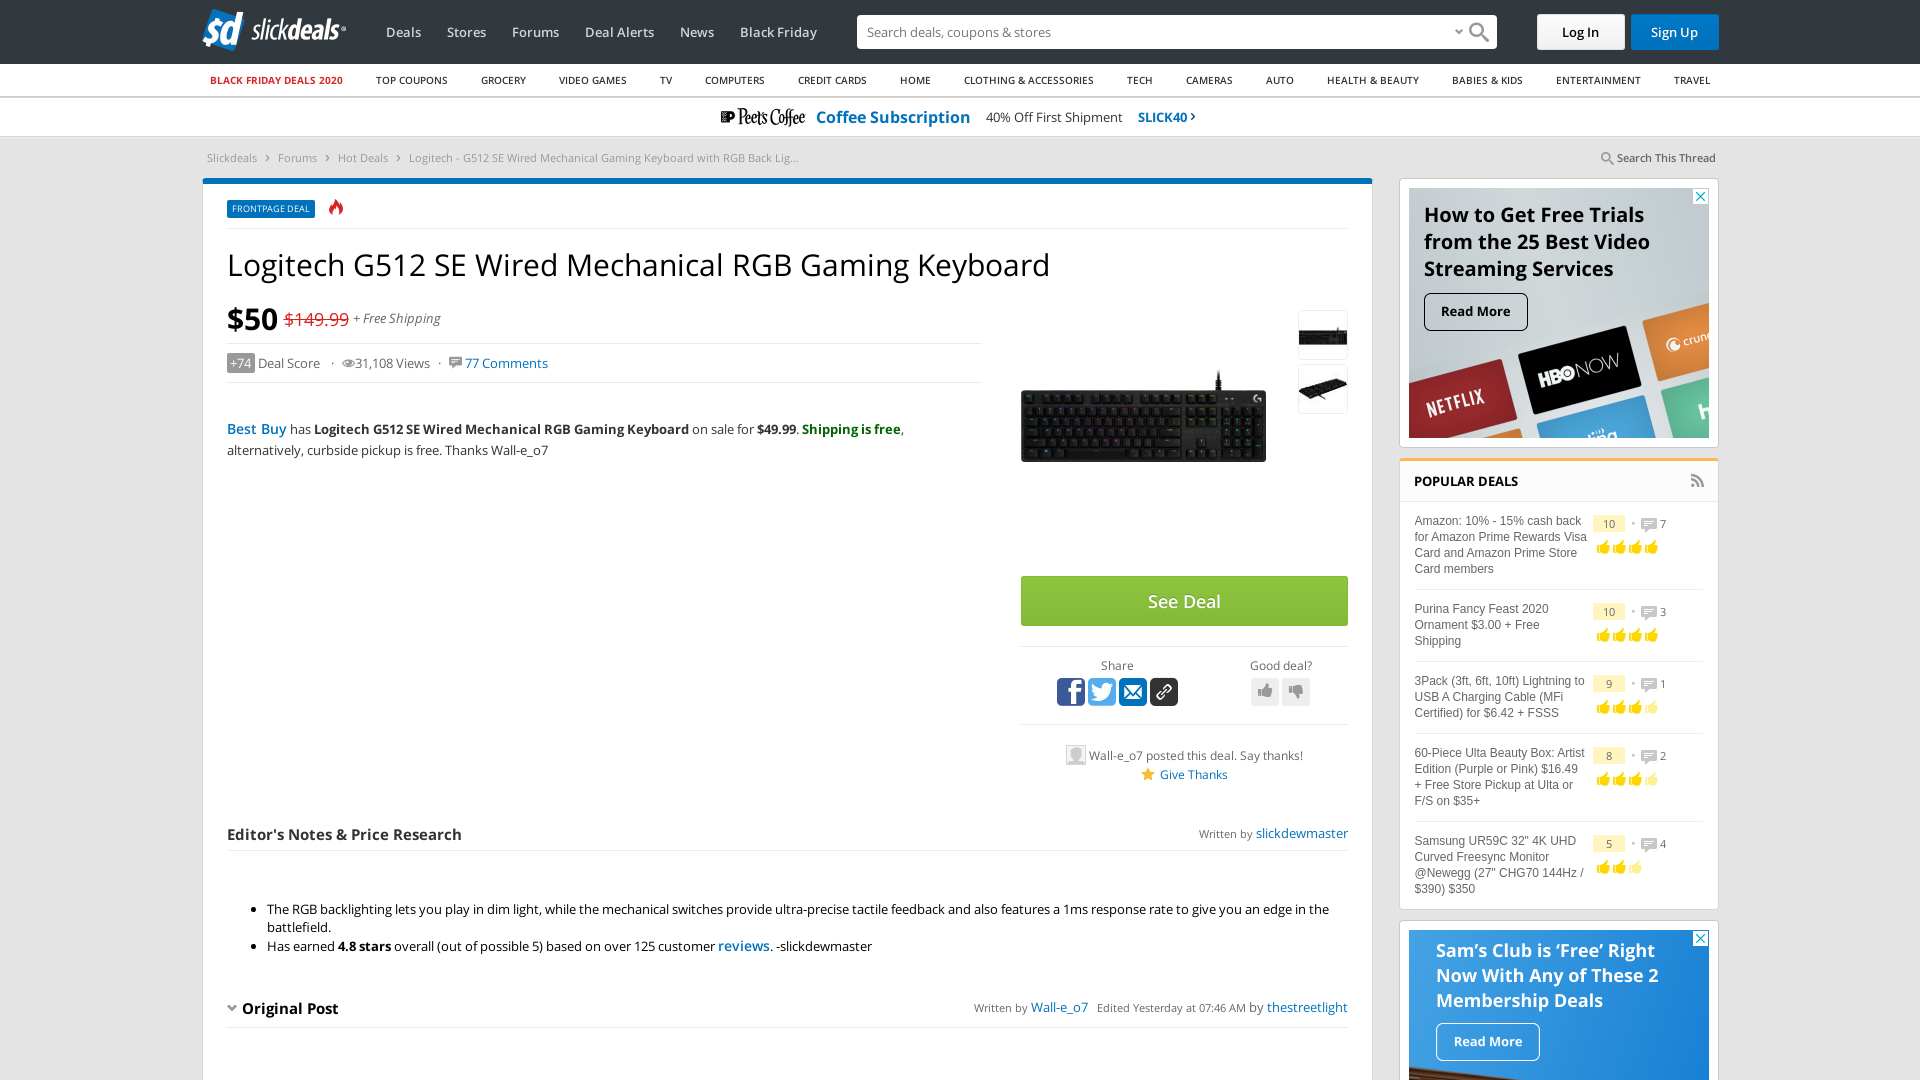 sd slickdeals
Deals Stores Forums Deal Alerts News Black Friday
Search deals, coupons & stores
Log In Sign Up
BLACK FRIDAY DEALS 2020 TOP COUPONS GROCERY VIDEO GAMES TV COMPUTERS CREDIT CARDS HOME CLOTHING & ACCESSORIES TECH CAMERAS AUTO HEALTH & BEAUTY BABIES & KIDS ENTERTAINMENT TRAVEL
Peet's Coffee Coffee Subscription 40% Off First Shipment SLICK40 ›
Slickdeals › Forums › Hot Deals › Logitech - G512 SE Wired Mechanical Gaming Keyboard with RGB Back Lig...
Search This Thread
FRONTPAGE DEAL
Logitech G512 SE Wired Mechanical RGB Gaming Keyboard
$50 $149.99 + Free Shipping
+74 Deal Score · 31,108 Views · 77 Comments
Best Buy has Logitech G512 SE Wired Mechanical RGB Gaming Keyboard on sale for $49.99. Shipping is free,
alternatively, curbside pickup is free. Thanks Wall-e_o7
See Deal
Share
Good deal?
Wall-e_o7 posted this deal. Say thanks!
Give Thanks
Editor's Notes & Price Research
Written by slickdewmaster
• The RGB backlighting lets you play in dim light, while the mechanical switches provide ultra-precise tactile feedback and also features a 1ms response rate to give you an edge in the
battlefield.
• Has earned 4.8 stars overall (out of possible 5) based on over 125 customer reviews. -slickdewmaster
Original Post
Written by Wall-e_o7 Edited Yesterday at 07:46 AM by thestreetlight
How to Get Free Trials
from the 25 Best Video
Streaming Services
Read More
NETFLIX
HBO NOW
crunc
POPULAR DEALS
Amazon: 10% - 15% cash back
for Amazon Prime Rewards Visa
Card and Amazon Prime Store
Card members
10 • 7
Purina Fancy Feast 2020
Ornament $3.00 + Free
Shipping
10 • 3
3Pack (3ft, 6ft, 10ft) Lightning to
USB A Charging Cable (MFi
Certified) for $6.42 + FSSS
9 • 1
60-Piece Ulta Beauty Box: Artist
Edition (Purple or Pink) $16.49
+ Free Store Pickup at Ulta or
F/S on $35+
8 • 2
Samsung UR59C 32" 4K UHD
Curved Freesync Monitor
@Newegg (27" CHG70 144Hz /
$390) $350
5 • 4
Sam's Club is 'Free' Right
Now With Any of These 2
Membership Deals
Read More